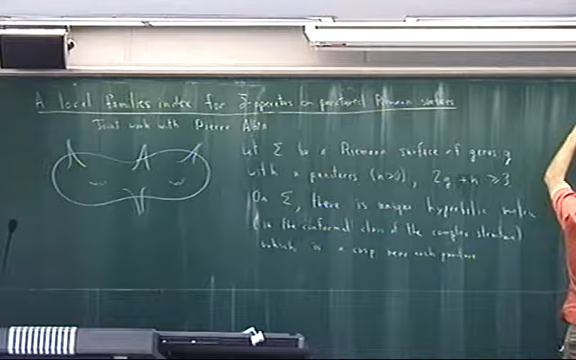 A local families index for ∂̄-operators on punctured Riemann surfaces
Joint work with Pierre Albin
Let Σ be a Riemann surface of genus g
with n punctures (n>0), 2g+n ≥ 3
On Σ, there is unique hyperbolic metric
(in the conformal class of the complex structure)
which is a cusp near each puncture